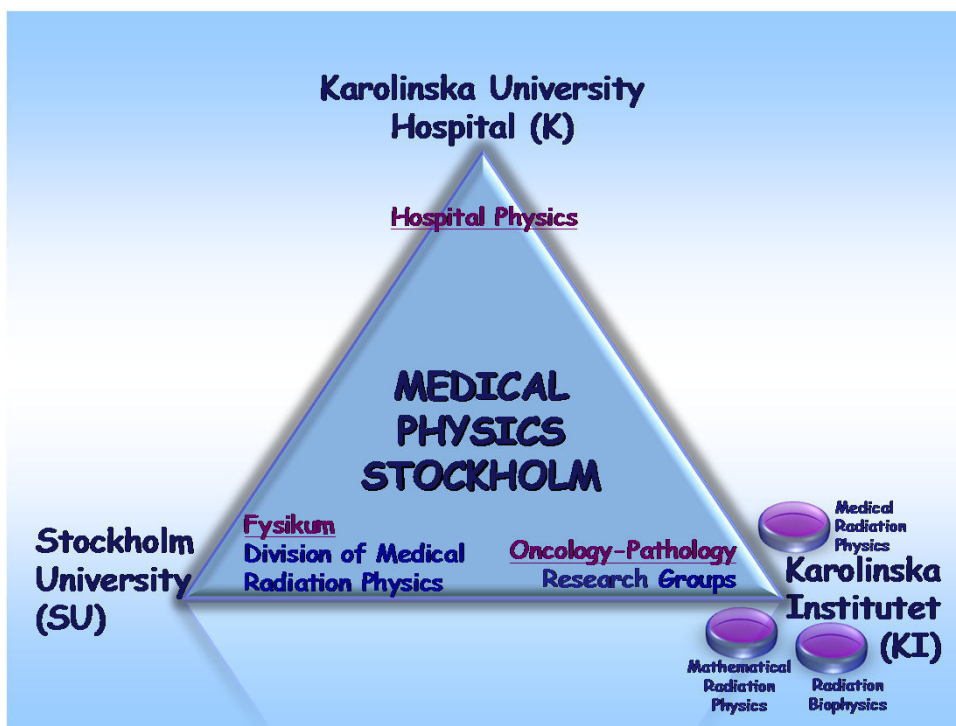 Karolinska University
Hospital (K)
Hospital Physics
MEDICAL
PHYSICS
STOCKHOLM
Stockholm
University
(SU)
Fysikum
Division of Medical
Radiation Physics
Oncology-Pathology
Research Groups
Medical
Radiation
Physics
Karolinska
Institutet
(KI)
Mathematical
Radiation
Physics
Radiation
Biophysics